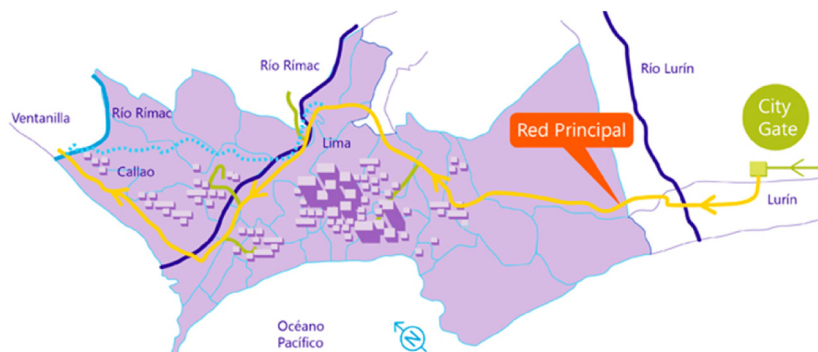 Río Rímac
Río Lurín
Ventanilla
Río Rímac
City
Gate
Red Principal
Lima
Callao
Lurín
Océano
Pacífico
N